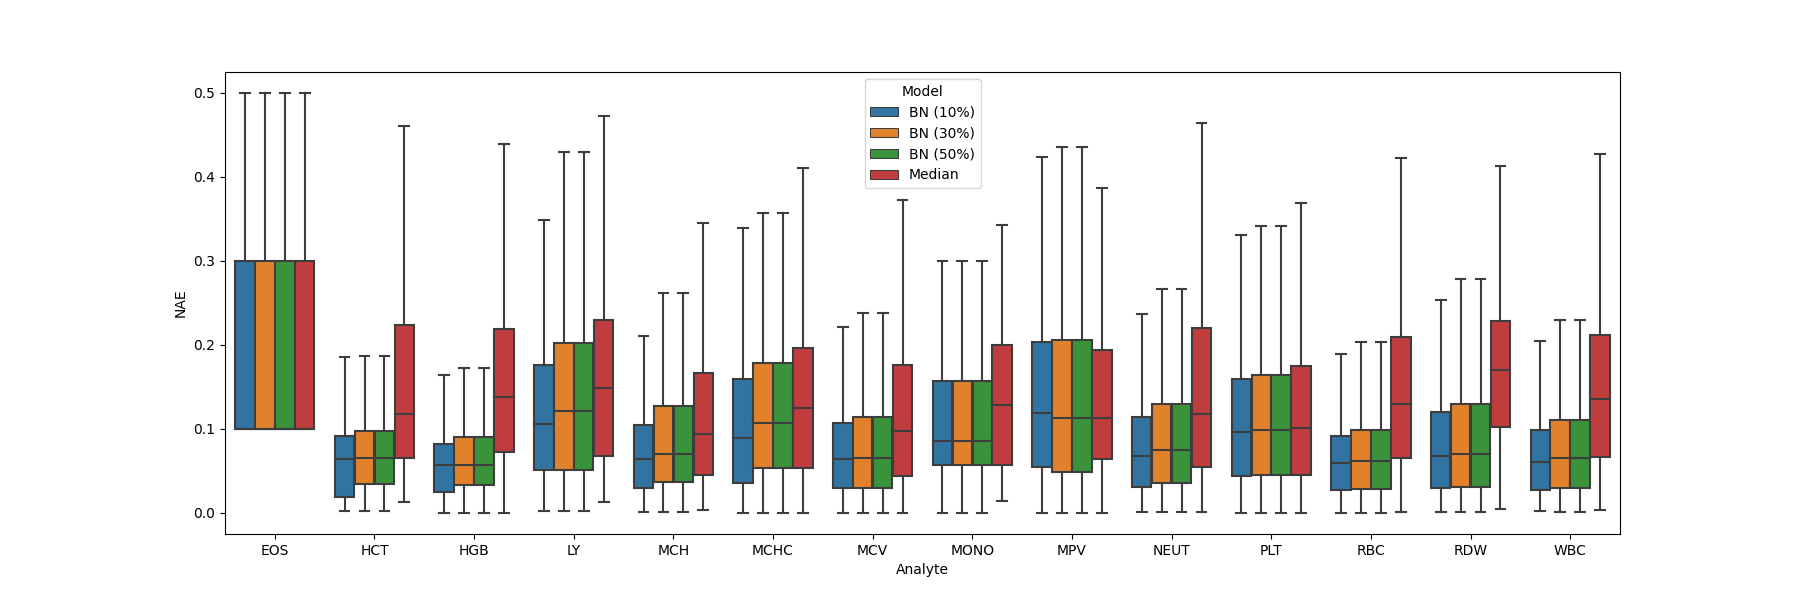 Model
BN (10%)
BN (30%)
BN (50%)
Median
NAE
0.5
0.4
0.3
0.2
0.1
0.0
EOS HCT HGB LY MCH MCHC MCV MONO MPV NEUT PLT RBC RDW WBC
Analyte